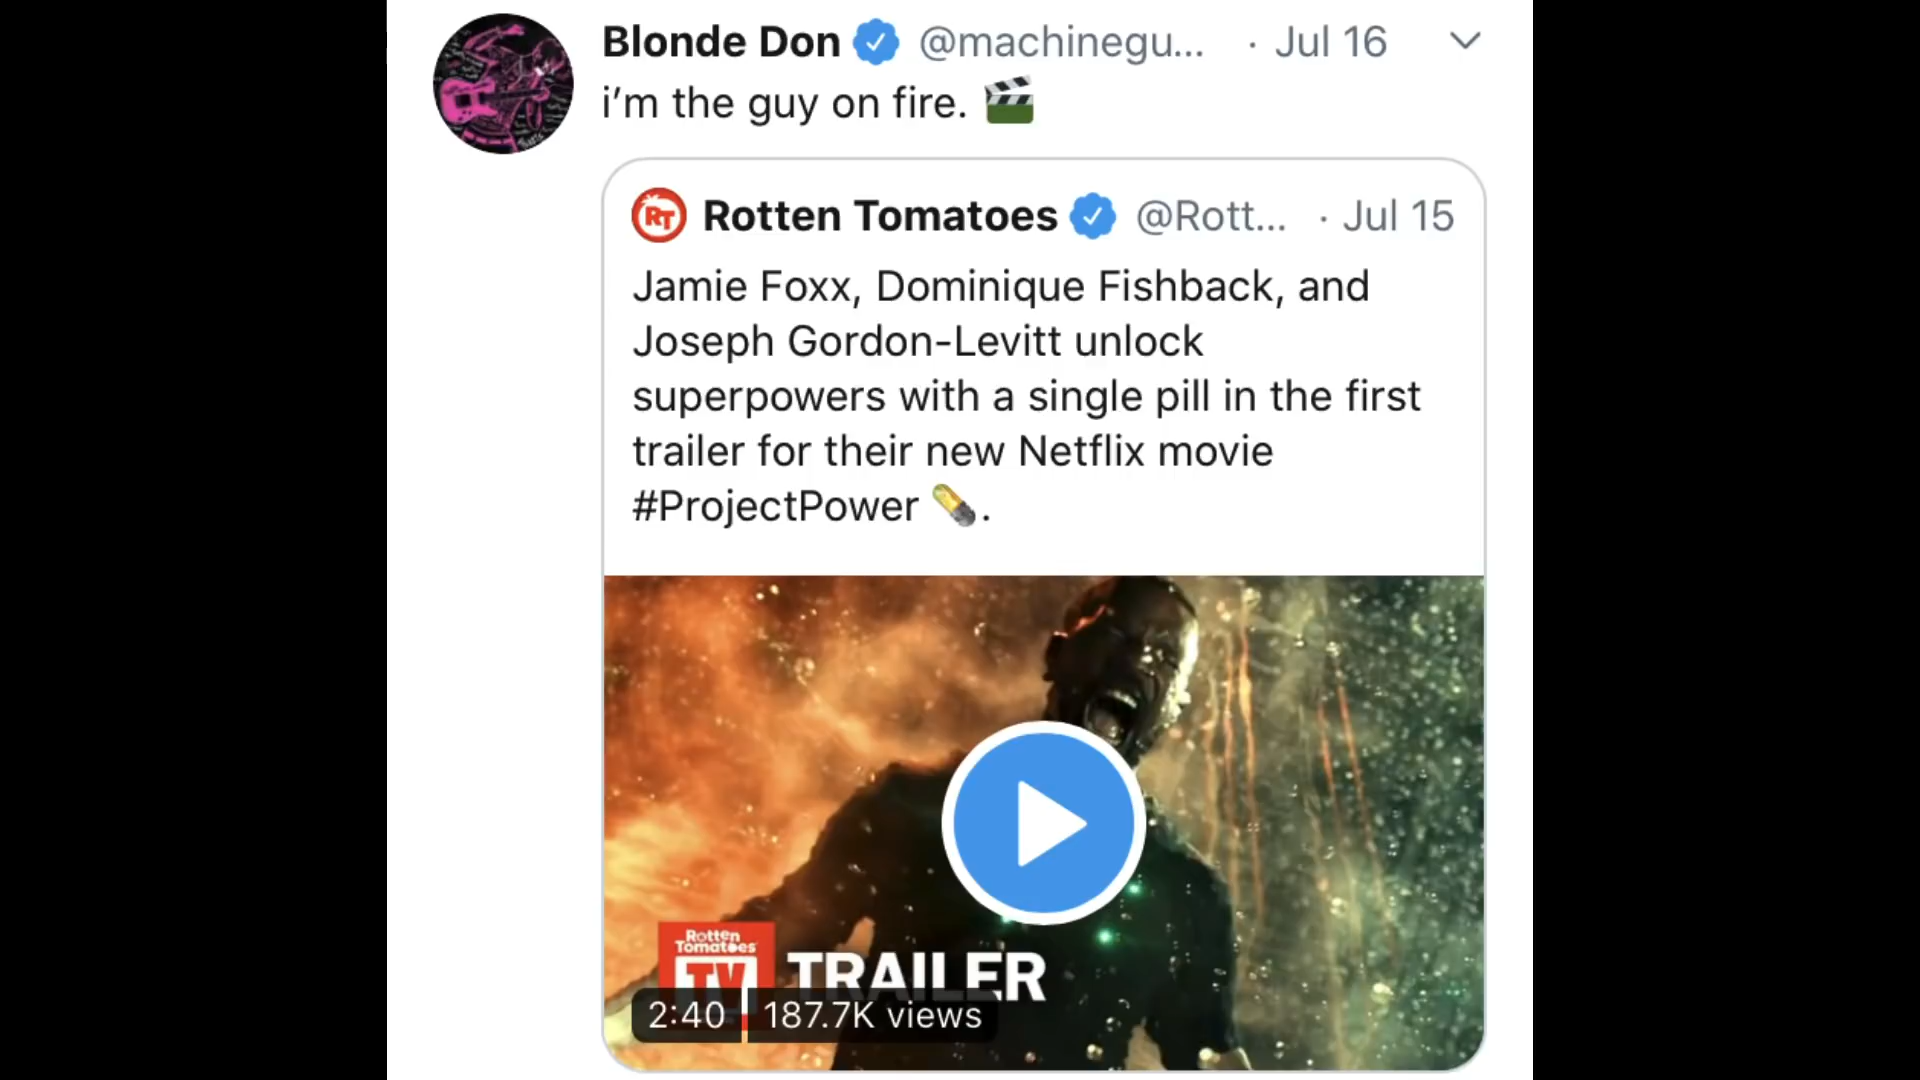 Blonde Don @machinegu... · Jul 16
i’m the guy on fire. 🎬
Rotten Tomatoes @Rott... · Jul 15
Jamie Foxx, Dominique Fishback, and
Joseph Gordon-Levitt unlock
superpowers with a single pill in the first
trailer for their new Netflix movie
#ProjectPower 💊.
Rotten
Tomatoes
TV
TRAILER
2:40
187.7K views